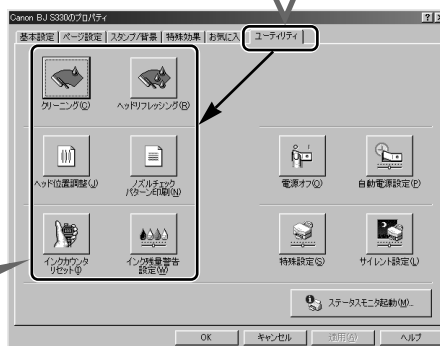 Canon BJ S330のプロパティ
基本設定 ページ設定 スタンプ/背景 特殊効果 お気に入 ユーティリティ
クリーニング(C) ヘッドリフレッシング(R)
ヘッド位置調整(J) ノズルチェック
パターン印刷(N) 電源オフ(O) 自動電源設定(P)
インクカウンタ
リセット(I) インク残量警告
設定(W) 特殊設定(S) サイレント設定(L)
ステータスモニタ起動(M)...
OK キャンセル 適用(A) ヘルプ